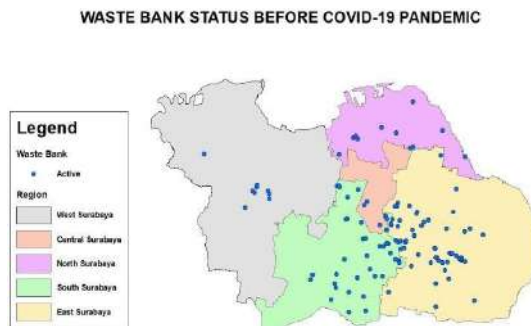 WASTE BANK STATUS BEFORE COVID-19 PANDEMIC
Legend
Waste Bank
Active
Region
West Surabaya
Central Surabaya
North Surabaya
South Surabaya
East Surabaya